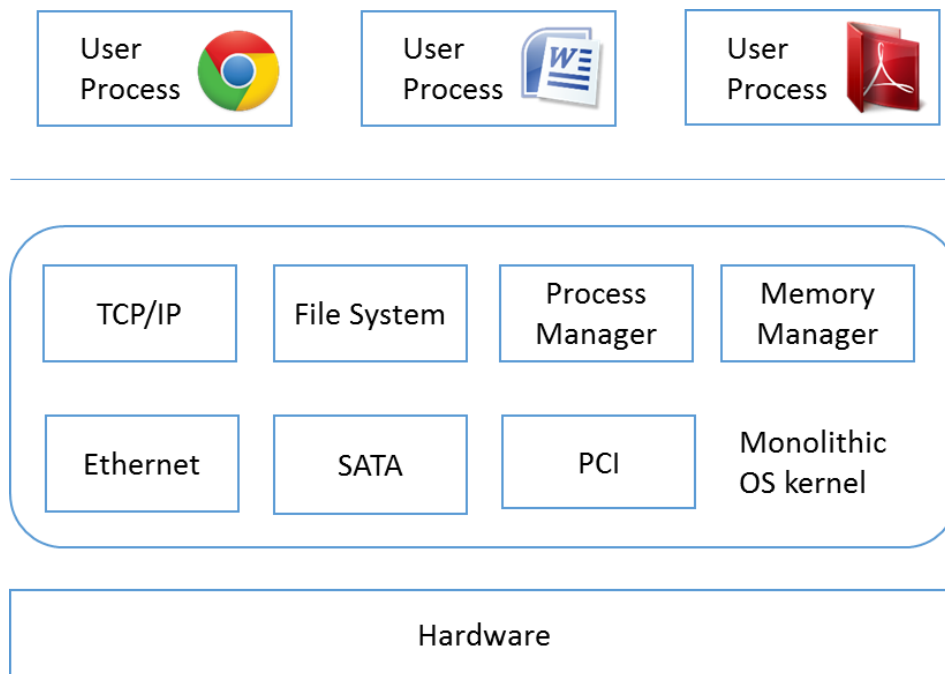 User
Process
W
User
Process
User
Process
TCP/IP
File System
Process
Manager
Memory
Manager
Ethernet
SATA
PCI
Monolithic
OS kernel
Hardware